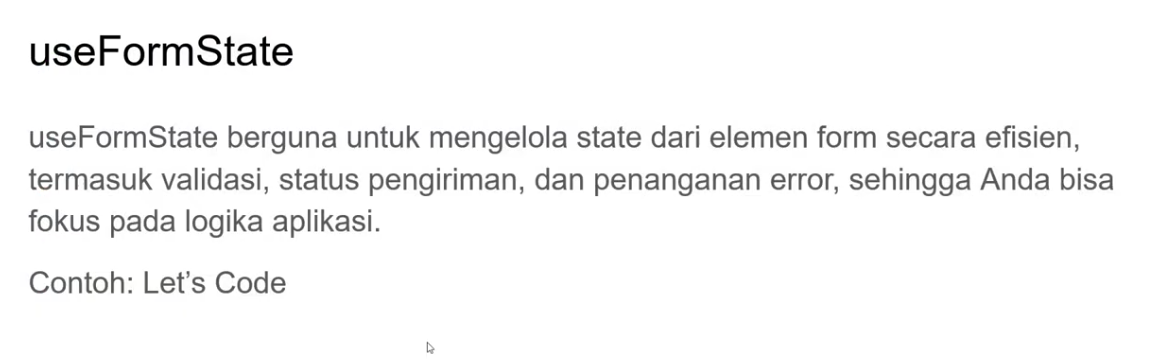 useFormState
useFormState berguna untuk mengelola state dari elemen form secara efisien,
termasuk validasi, status pengiriman, dan penanganan error, sehingga Anda bisa
fokus pada logika aplikasi.
Contoh: Let’s Code